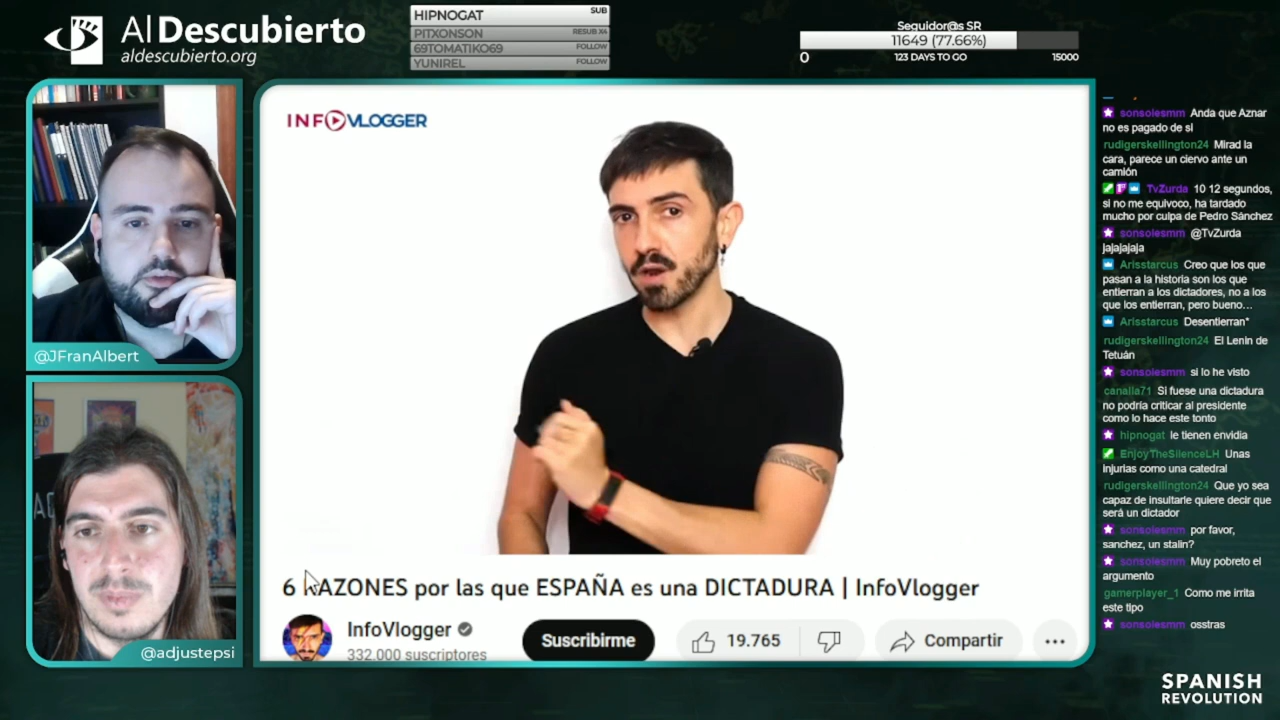 Al Descubierto
aldescubierto.org
HIPNOGAT SUB
PITXONSON RESUB X4
69TOMATIKO69 FOLLOW
YUNIREL FOLLOW
Seguidor@s SR
11649 (77.66%)
0 123 DAYS TO GO 15000
@JFranAlbert
@adjustepsi
INFOVLOGGER
6 RAZONES por las que ESPAÑA es una DICTADURA | InfoVlogger
InfoVlogger
332.000 suscriptores
Suscribirme
19.765
Compartir
sonsolesmm Anda que Aznar
no es pagado de si
rudigerskellington24 Mirad la
cara, parece un ciervo ante un
camión
TvZurda 10 12 segundos,
si no me equivoco, ha tardado
mucho por culpa de Pedro Sánchez
sonsolesmm @TvZurda
jajajajaja
Arisstarcus Creo que los que
pasan a la historia son los que
entierran a los dictadores, no a los
que los entierran, pero bueno...
Arisstarcus Desentierran*
rudigerskellington24 El Lenin de
Tetuán
sonsolesmm si lo he visto
canalla71 Si fuese una dictadura
no podría criticar al presidente
como lo hace este tonto
hipnogat le tienen envidia
EnjoyTheSilenceLH Unas
injurias como una catedral
rudigerskellington24 Que yo sea
capaz de insultarle quiere decir que
será un dictador
sonsolesmm por favor,
sanchez, un stalin?
sonsolesmm Muy pobreto el
argumento
gamerplayer_1 Como me irrita
este tipo
sonsolesmm osstras
SPANISH
REVOLUTION